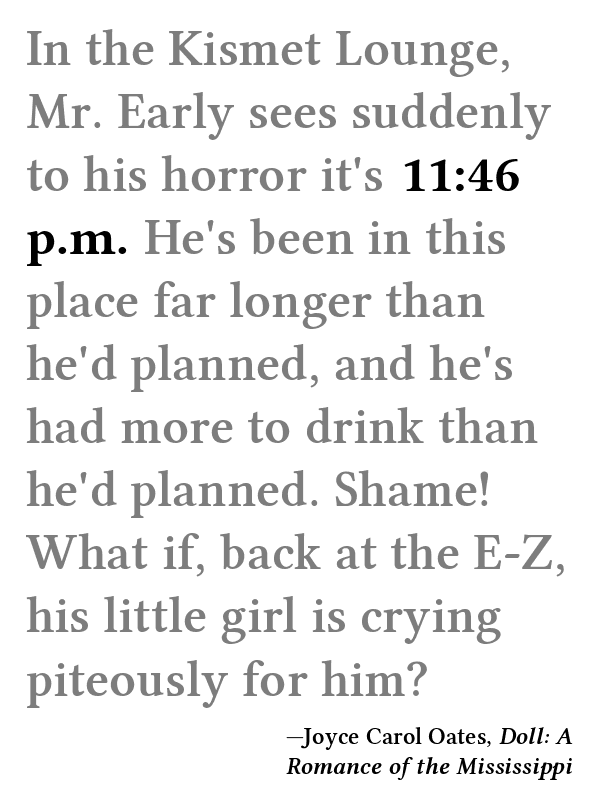 In the Kismet Lounge,
Mr. Early sees suddenly
to his horror it's 11:46
p.m. He's been in this
place far longer than
he'd planned, and he's
had more to drink than
he'd planned. Shame!
What if, back at the E-Z,
his little girl is crying
piteously for him?
—Joyce Carol Oates, Doll: A
Romance of the Mississippi